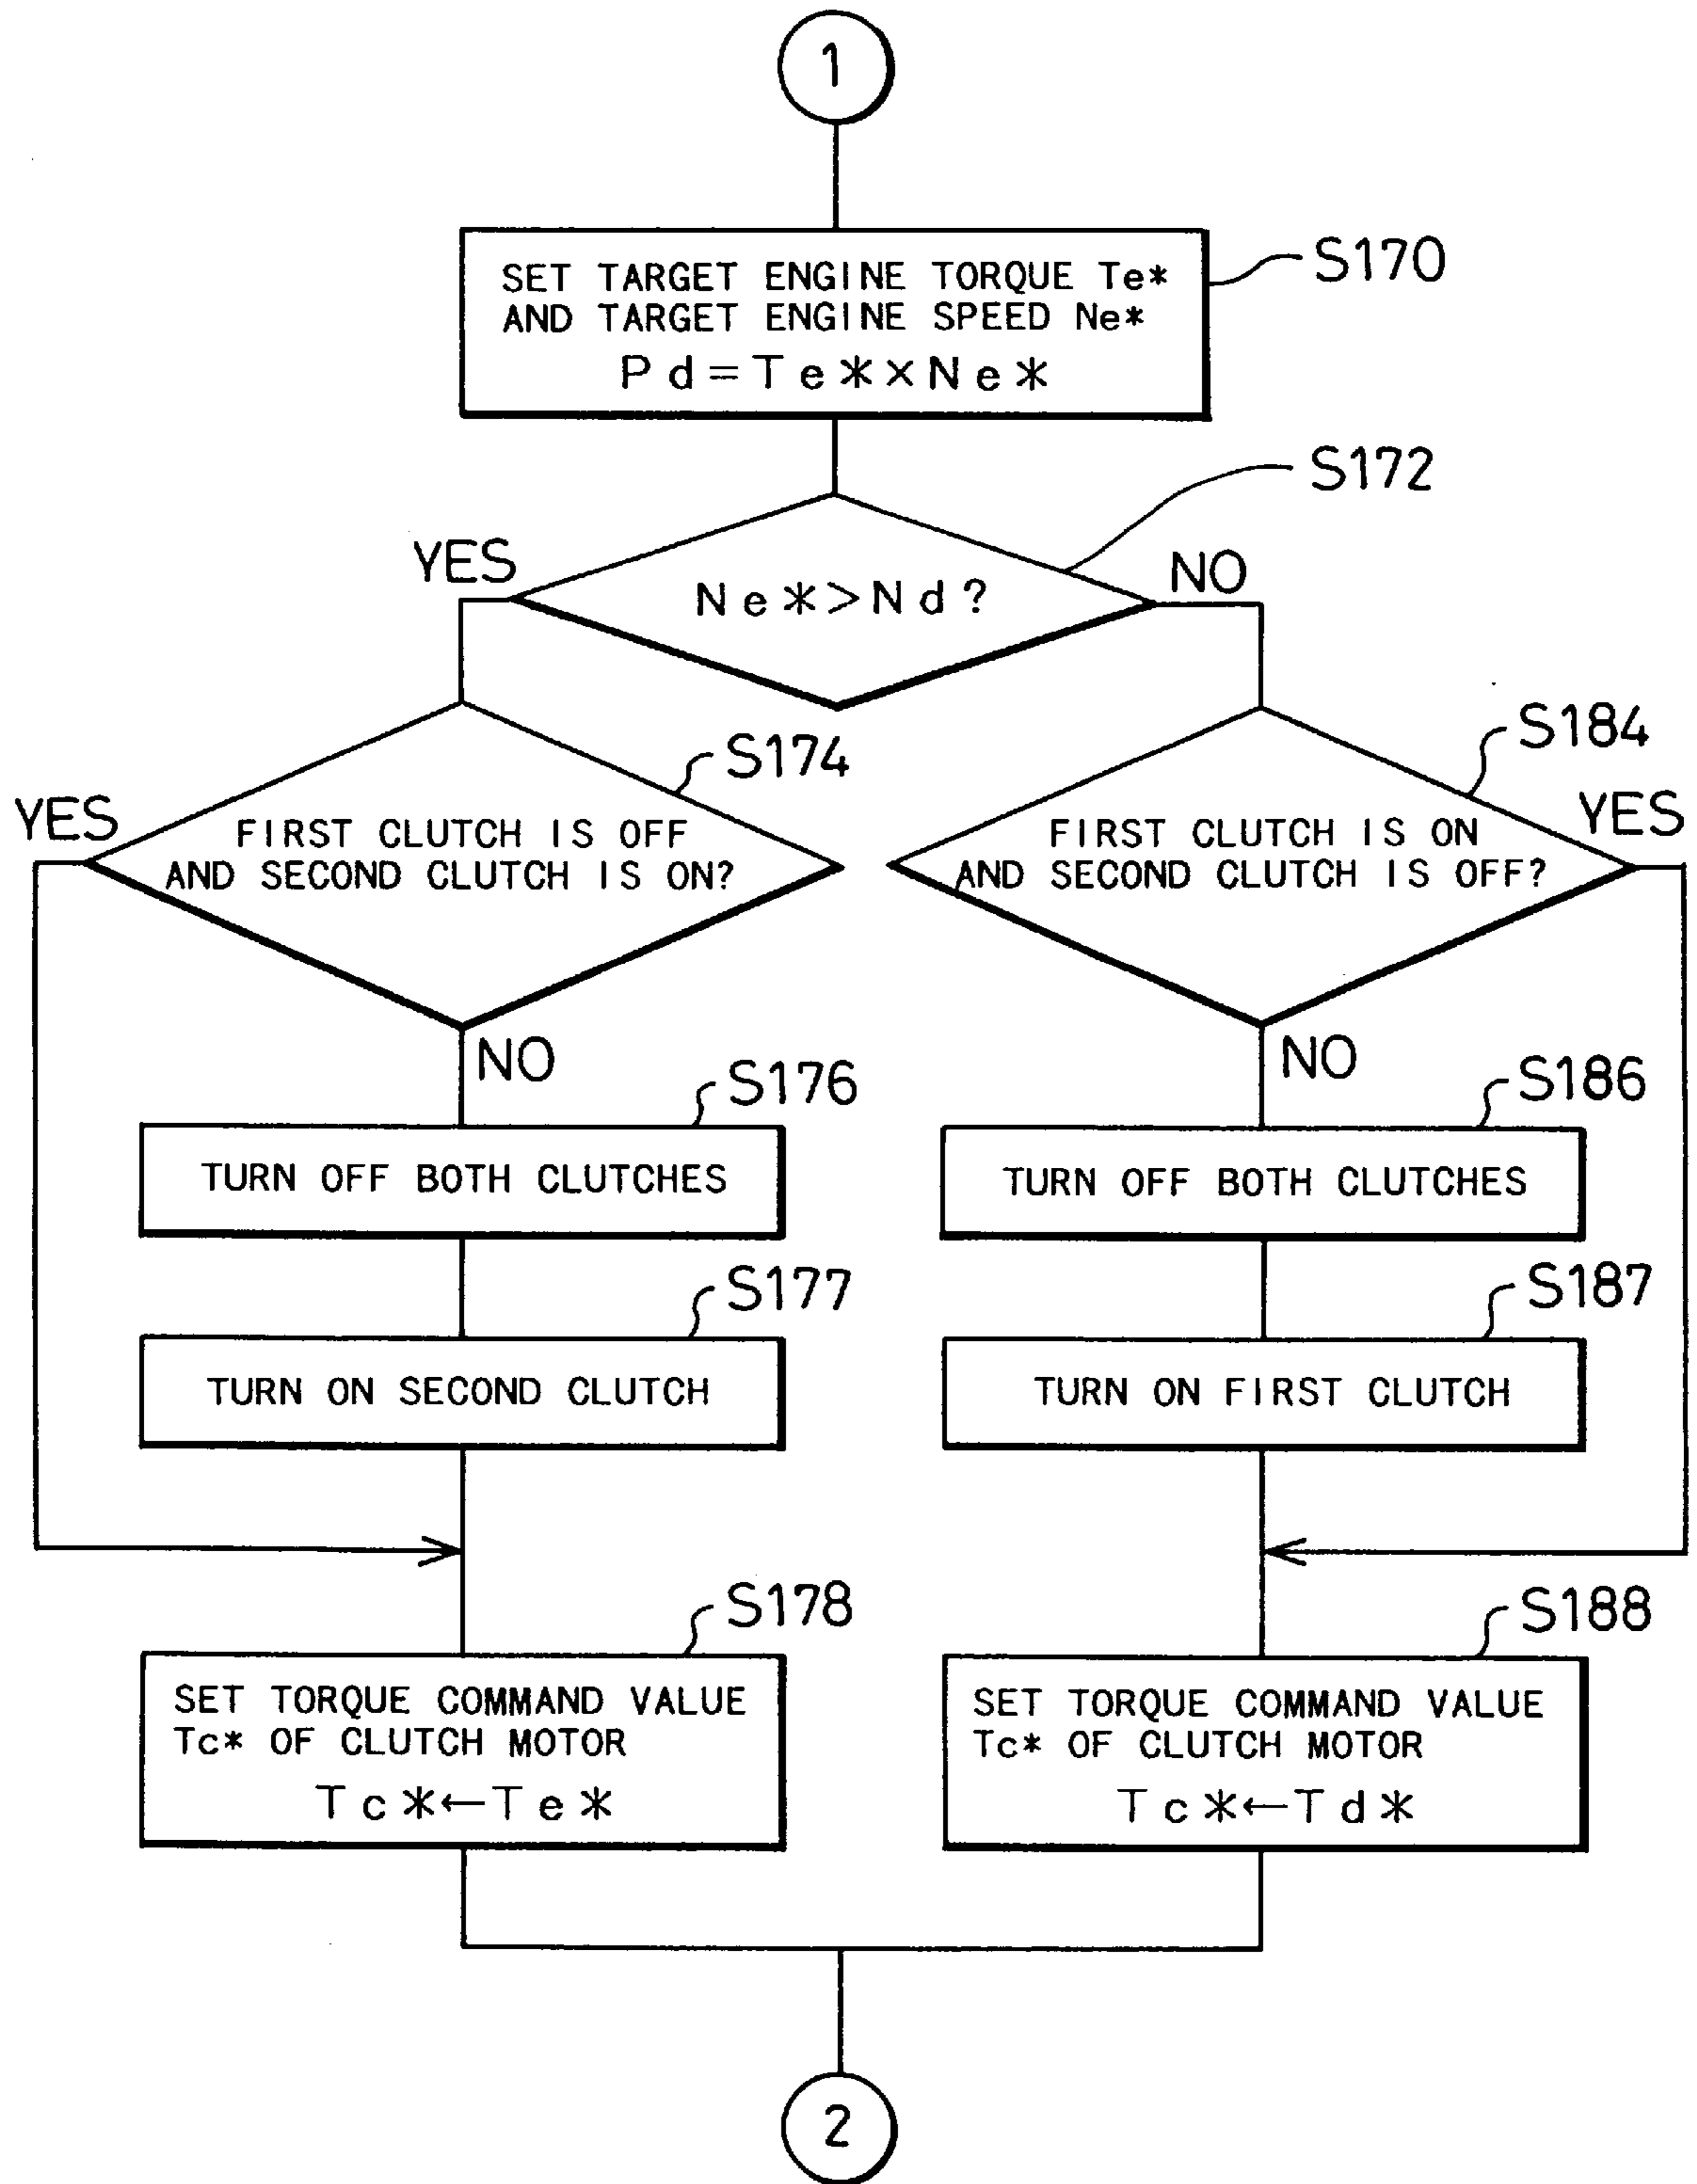 1
SET TARGET ENGINE TORQUE Te*
AND TARGET ENGINE SPEED Ne*
Pd=Te*×Ne*
S170
S172
YES
Ne*>Nd?
NO
S174
YES
FIRST CLUTCH IS OFF
AND SECOND CLUTCH IS ON?
NO
S184
YES
FIRST CLUTCH IS ON
AND SECOND CLUTCH IS OFF?
NO
S176
TURN OFF BOTH CLUTCHES
S186
TURN OFF BOTH CLUTCHES
S177
TURN ON SECOND CLUTCH
S187
TURN ON FIRST CLUTCH
S178
SET TORQUE COMMAND VALUE
Tc* OF CLUTCH MOTOR
Tc*←Te*
S188
SET TORQUE COMMAND VALUE
Tc* OF CLUTCH MOTOR
Tc*←Td*
2